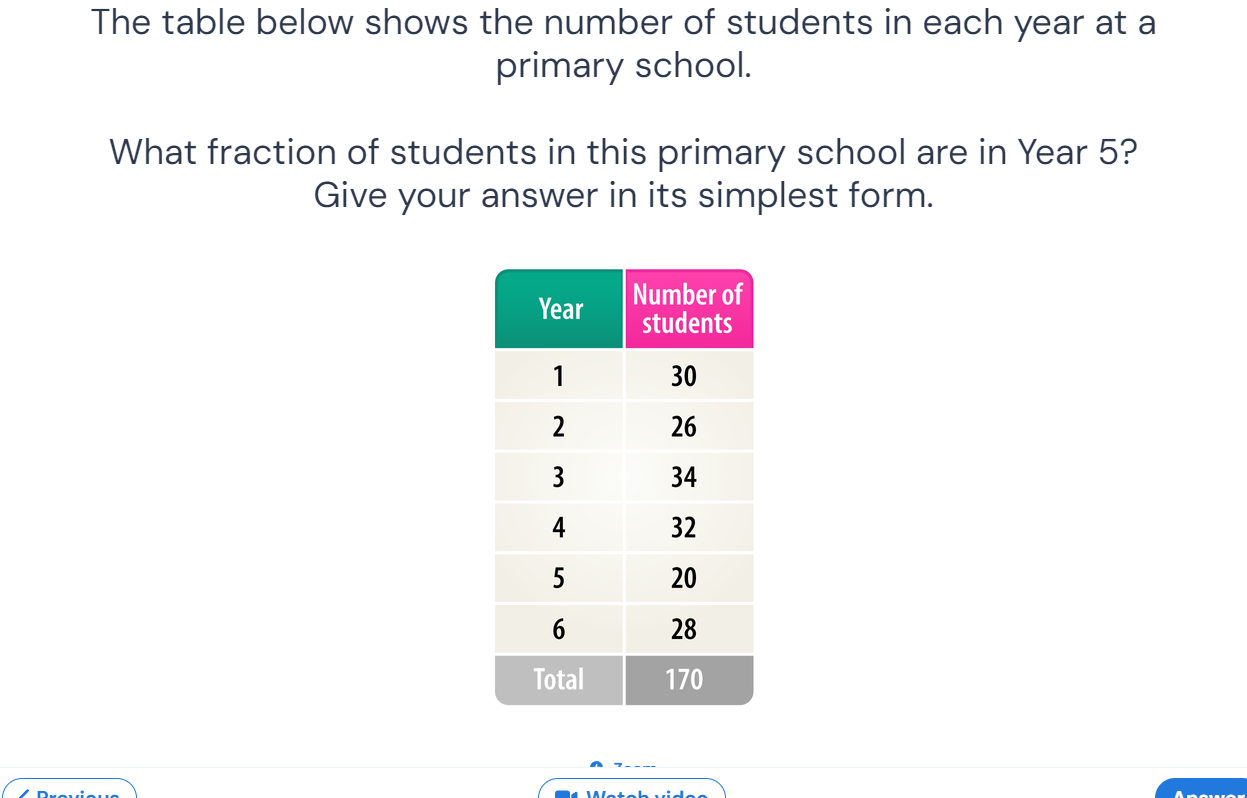 The table below shows the number of students in each year at a
primary school.
What fraction of students in this primary school are in Year 5?
Give your answer in its simplest form.
Year Number of students
1 30
2 26
3 34
4 32
5 20
6 28
Total 170
Zoom
Previous Watch video Answer